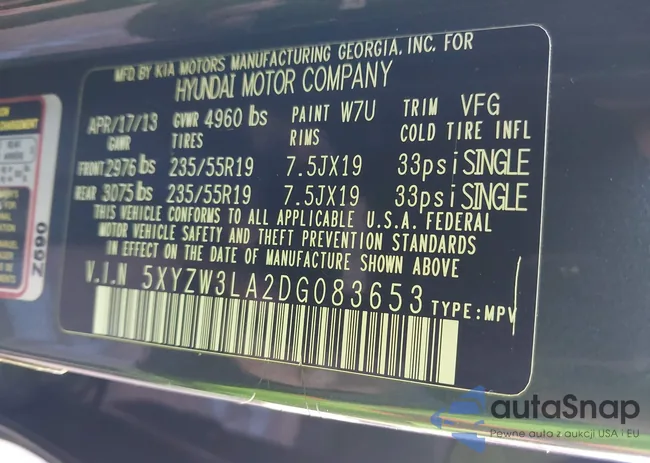 MFD.BY KIA MOTORS MANUFACTURING GEORGIA, INC. FOR
HYUNDAI MOTOR COMPANY
APR/17/13 GVWR 4960 lbs PAINT W7U TRIM VFG
GAWR TIRES RIMS COLD TIRE INFL
FRONT 2976 lbs 235/55R19 7.5JX19 33psi SINGLE
REAR 3075 lbs 235/55R19 7.5JX19 33psi SINGLE
THIS VEHICLE CONFORMS TO ALL APPLICABLE U.S.A. FEDERAL
MOTOR VEHICLE SAFETY AND THEFT PREVENTION STANDARDS
IN EFFECT ON THE DATE OF MANUFACTURE SHOWN ABOVE
V.I.N 5XYZW3LA2DG083653 TYPE:MPV
Z690
autaSnap
Pewne auto z aukcji USA i EU